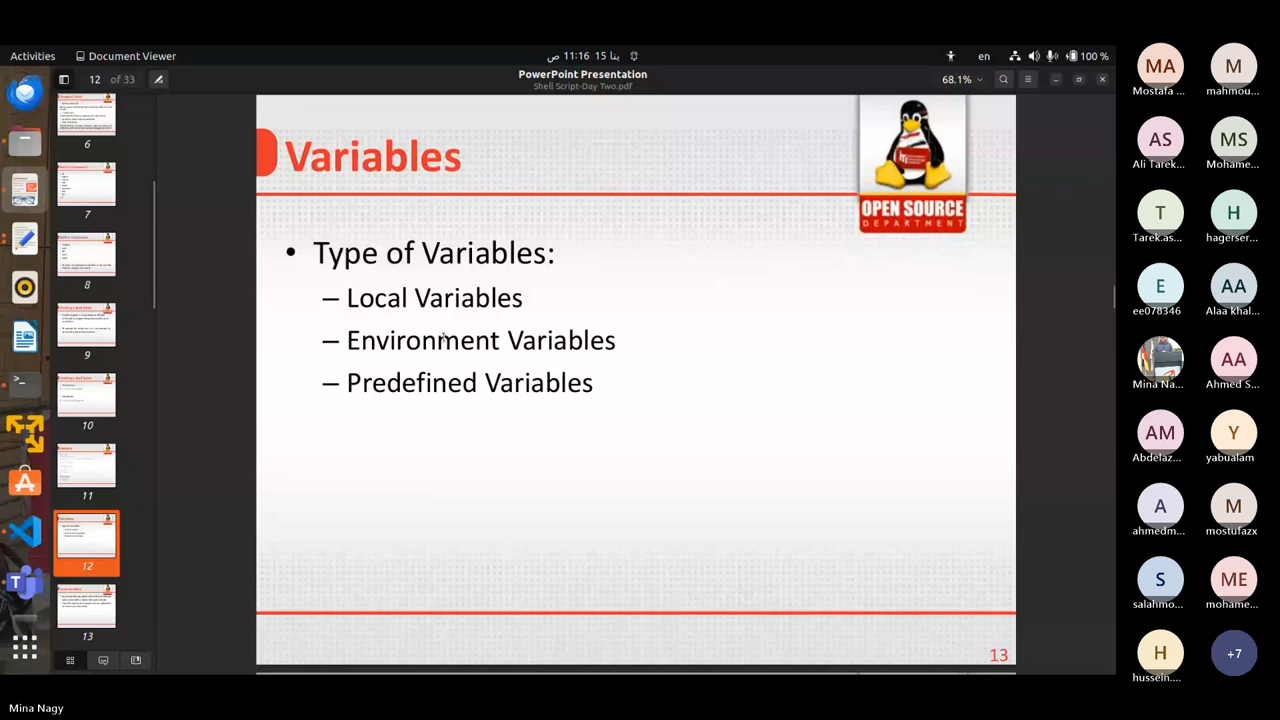 Activities
Document Viewer
11:16 ص
15 ينا
en
100 %
12 of 33
PowerPoint Presentation
Shell Script-Day Two.pdf
68.1%
Variables
OPEN SOURCE
DEPARTMENT
• Type of Variables:
– Local Variables
– Environment Variables
– Predefined Variables
13
6
7
8
9
10
11
12
13
MA
Mostafa ...
M
mahmou...
AS
Ali Tarek...
MS
Mohame...
T
Tarek.as...
H
hagerser...
E
ee078346
AA
Alaa khal...
Mina Na...
AA
Ahmed S...
AM
Abdelaz...
Y
yabualam
A
ahmedm...
M
mostufazx
S
salahmo...
ME
mohame...
H
hussein....
+7
Mina Nagy